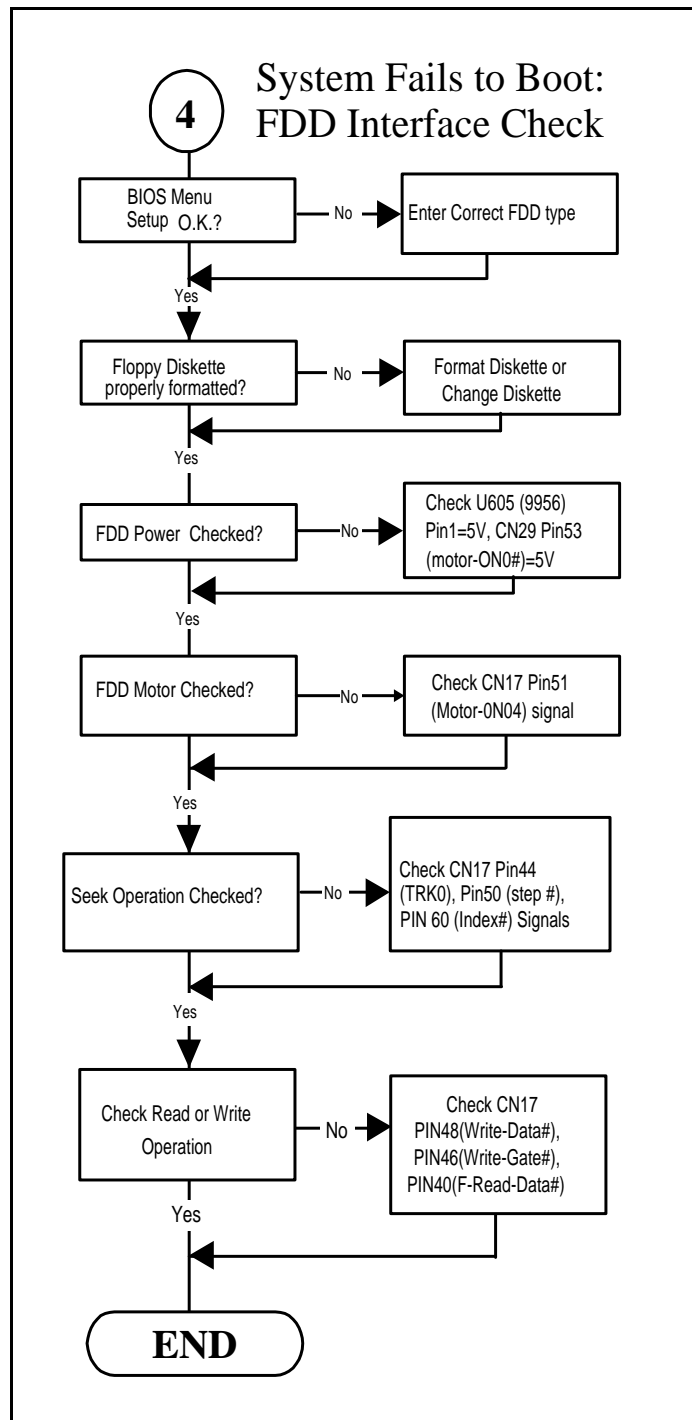 4
System Fails to Boot:
FDD Interface Check
BIOS Menu
Setup O.K.?
No
Enter Correct FDD type
Yes
Floppy Diskette
properly formatted?
No
Format Diskette or
Change Diskette
Yes
FDD Power Checked?
No
Check U605 (9956)
Pin1=5V, CN29 Pin53
(motor-ON0#)=5V
Yes
FDD Motor Checked?
No
Check CN17 Pin51
(Motor-0N04) signal
Yes
Seek Operation Checked?
No
Check CN17 Pin44
(TRK0), Pin50 (step #),
PIN 60 (Index#) Signals
Yes
Check Read or Write
Operation
No
Check CN17
PIN48(Write-Data#),
PIN46(Write-Gate#),
PIN40(F-Read-Data#)
Yes
END